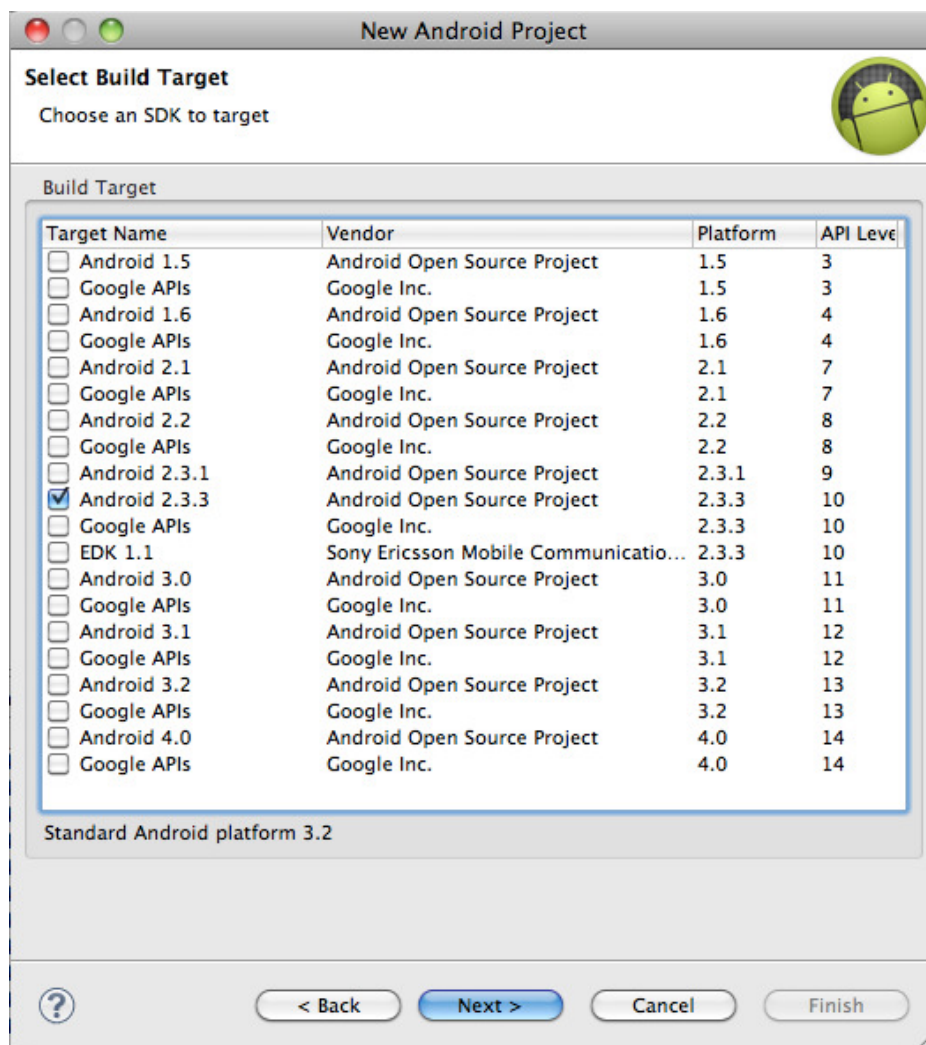 New Android Project
Select Build Target
Choose an SDK to target
Build Target
Target Name Vendor Platform API Leve
Android 1.5 Android Open Source Project 1.5 3
Google APIs Google Inc. 1.5 3
Android 1.6 Android Open Source Project 1.6 4
Google APIs Google Inc. 1.6 4
Android 2.1 Android Open Source Project 2.1 7
Google APIs Google Inc. 2.1 7
Android 2.2 Android Open Source Project 2.2 8
Google APIs Google Inc. 2.2 8
Android 2.3.1 Android Open Source Project 2.3.1 9
Android 2.3.3 Android Open Source Project 2.3.3 10
Google APIs Google Inc. 2.3.3 10
EDK 1.1 Sony Ericsson Mobile Communicatio... 2.3.3 10
Android 3.0 Android Open Source Project 3.0 11
Google APIs Google Inc. 3.0 11
Android 3.1 Android Open Source Project 3.1 12
Google APIs Google Inc. 3.1 12
Android 3.2 Android Open Source Project 3.2 13
Google APIs Google Inc. 3.2 13
Android 4.0 Android Open Source Project 4.0 14
Google APIs Google Inc. 4.0 14
Standard Android platform 3.2
? < Back Next > Cancel Finish